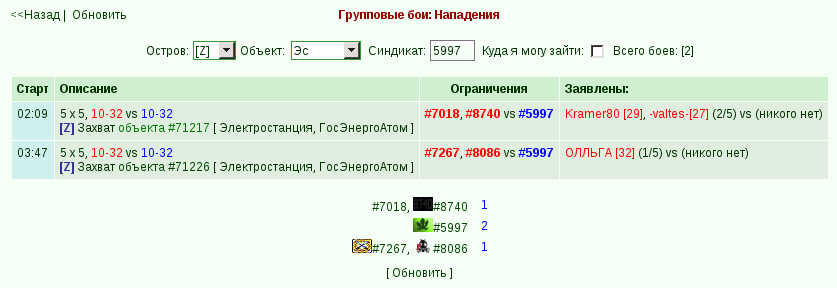 <<Назад | Обновить Групповые бои: Нападения
Остров: [Z] Объект: Эс Синдикат: 5997 Куда я могу зайти: Всего боев: [2]
Старт Описание Ограничения Заявлены:
02:09 5 x 5, 10-32 vs 10-32 #7018, #8740 vs #5997 Kramer80 [29], -valtes-[27] (2/5) vs (никого нет)
[Z] Захват объекта #71217 [ Электростанция, ГосЭнергоАтом ]
03:47 5 x 5, 10-32 vs 10-32 #7267, #8086 vs #5997 ОЛЛЬГА [32] (1/5) vs (никого нет)
[Z] Захват объекта #71226 [ Электростанция, ГосЭнергоАтом ]
#7018, 8740 #8740 1
#5997 2
#7267, #8086 1
[ Обновить ]